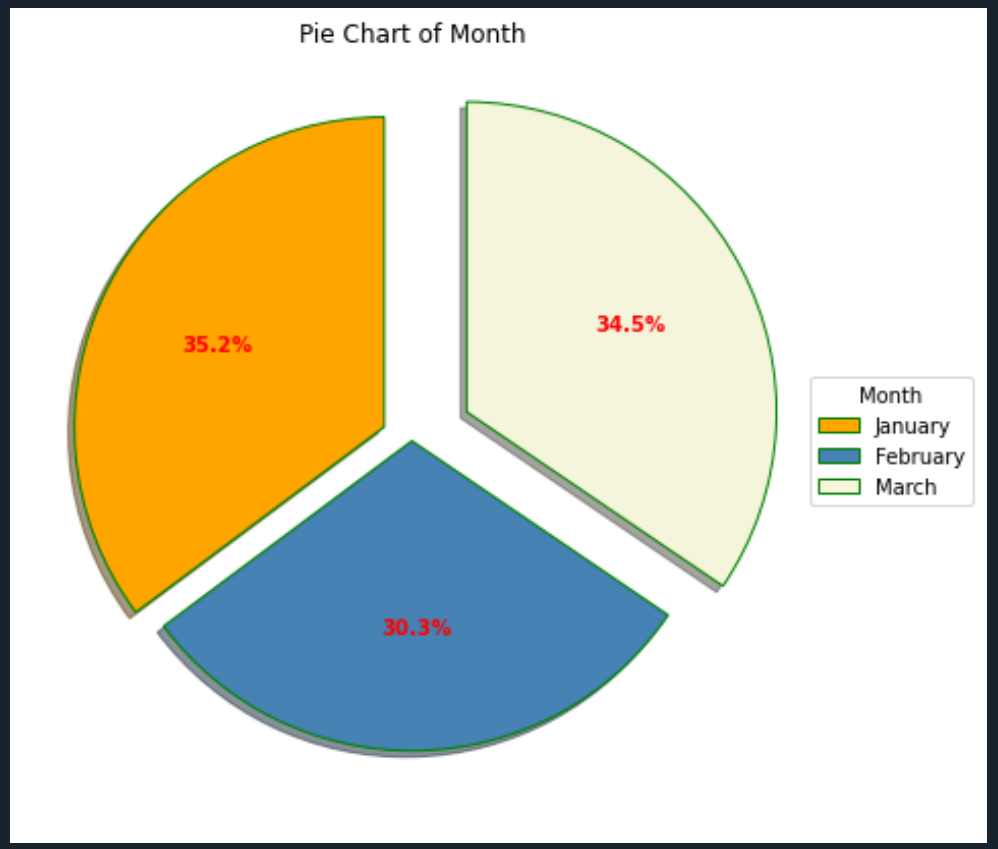 Pie Chart of Month
35.2%
34.5%
30.3%
Month
January
February
March